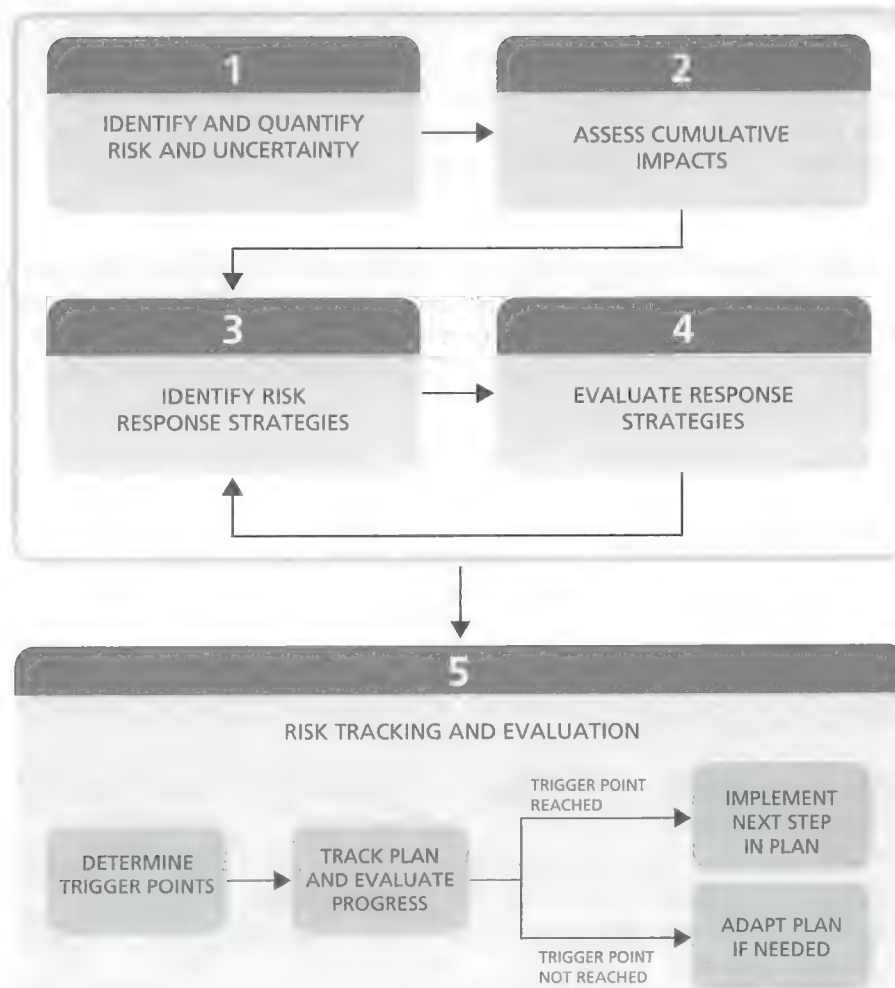 1
IDENTIFY AND QUANTIFY
RISK AND UNCERTAINTY
2
ASSESS CUMULATIVE
IMPACTS
3
IDENTIFY RISK
RESPONSE STRATEGIES
4
EVALUATE RESPONSE
STRATEGIES
5
RISK TRACKING AND EVALUATION
DETERMINE
TRIGGER POINTS
TRACK PLAN
AND EVALUATE
PROGRESS
TRIGGER POINT
REACHED
IMPLEMENT
NEXT STEP
IN PLAN
TRIGGER POINT
NOT REACHED
ADAPT PLAN
IF NEEDED